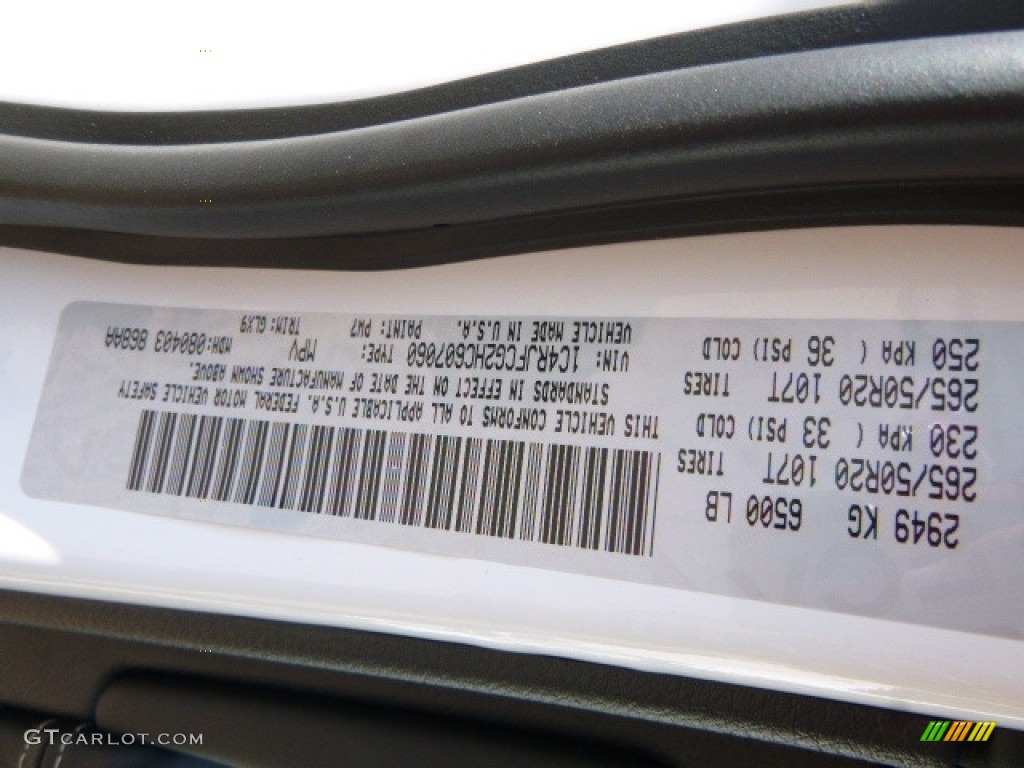 2949 KG 6500 LB
265/50R20 107T TIRES
230 KPA ( 33 PSI) COLD
265/50R20 107T TIRES
250 KPA ( 36 PSI) COLD
THIS VEHICLE CONFORMS TO ALL APPLICABLE U.S.A. FEDERAL MOTOR VEHICLE SAFETY
STANDARDS IN EFFECT ON THE DATE OF MANUFACTURE SHOWN ABOVE.
VIN: 1C4RJFCG2HC607060 TYPE: MPV MDH:080403 868AA
VEHICLE MADE IN U.S.A. PAINT: PW7 TRIM: GLX9
GTCARLOT.COM